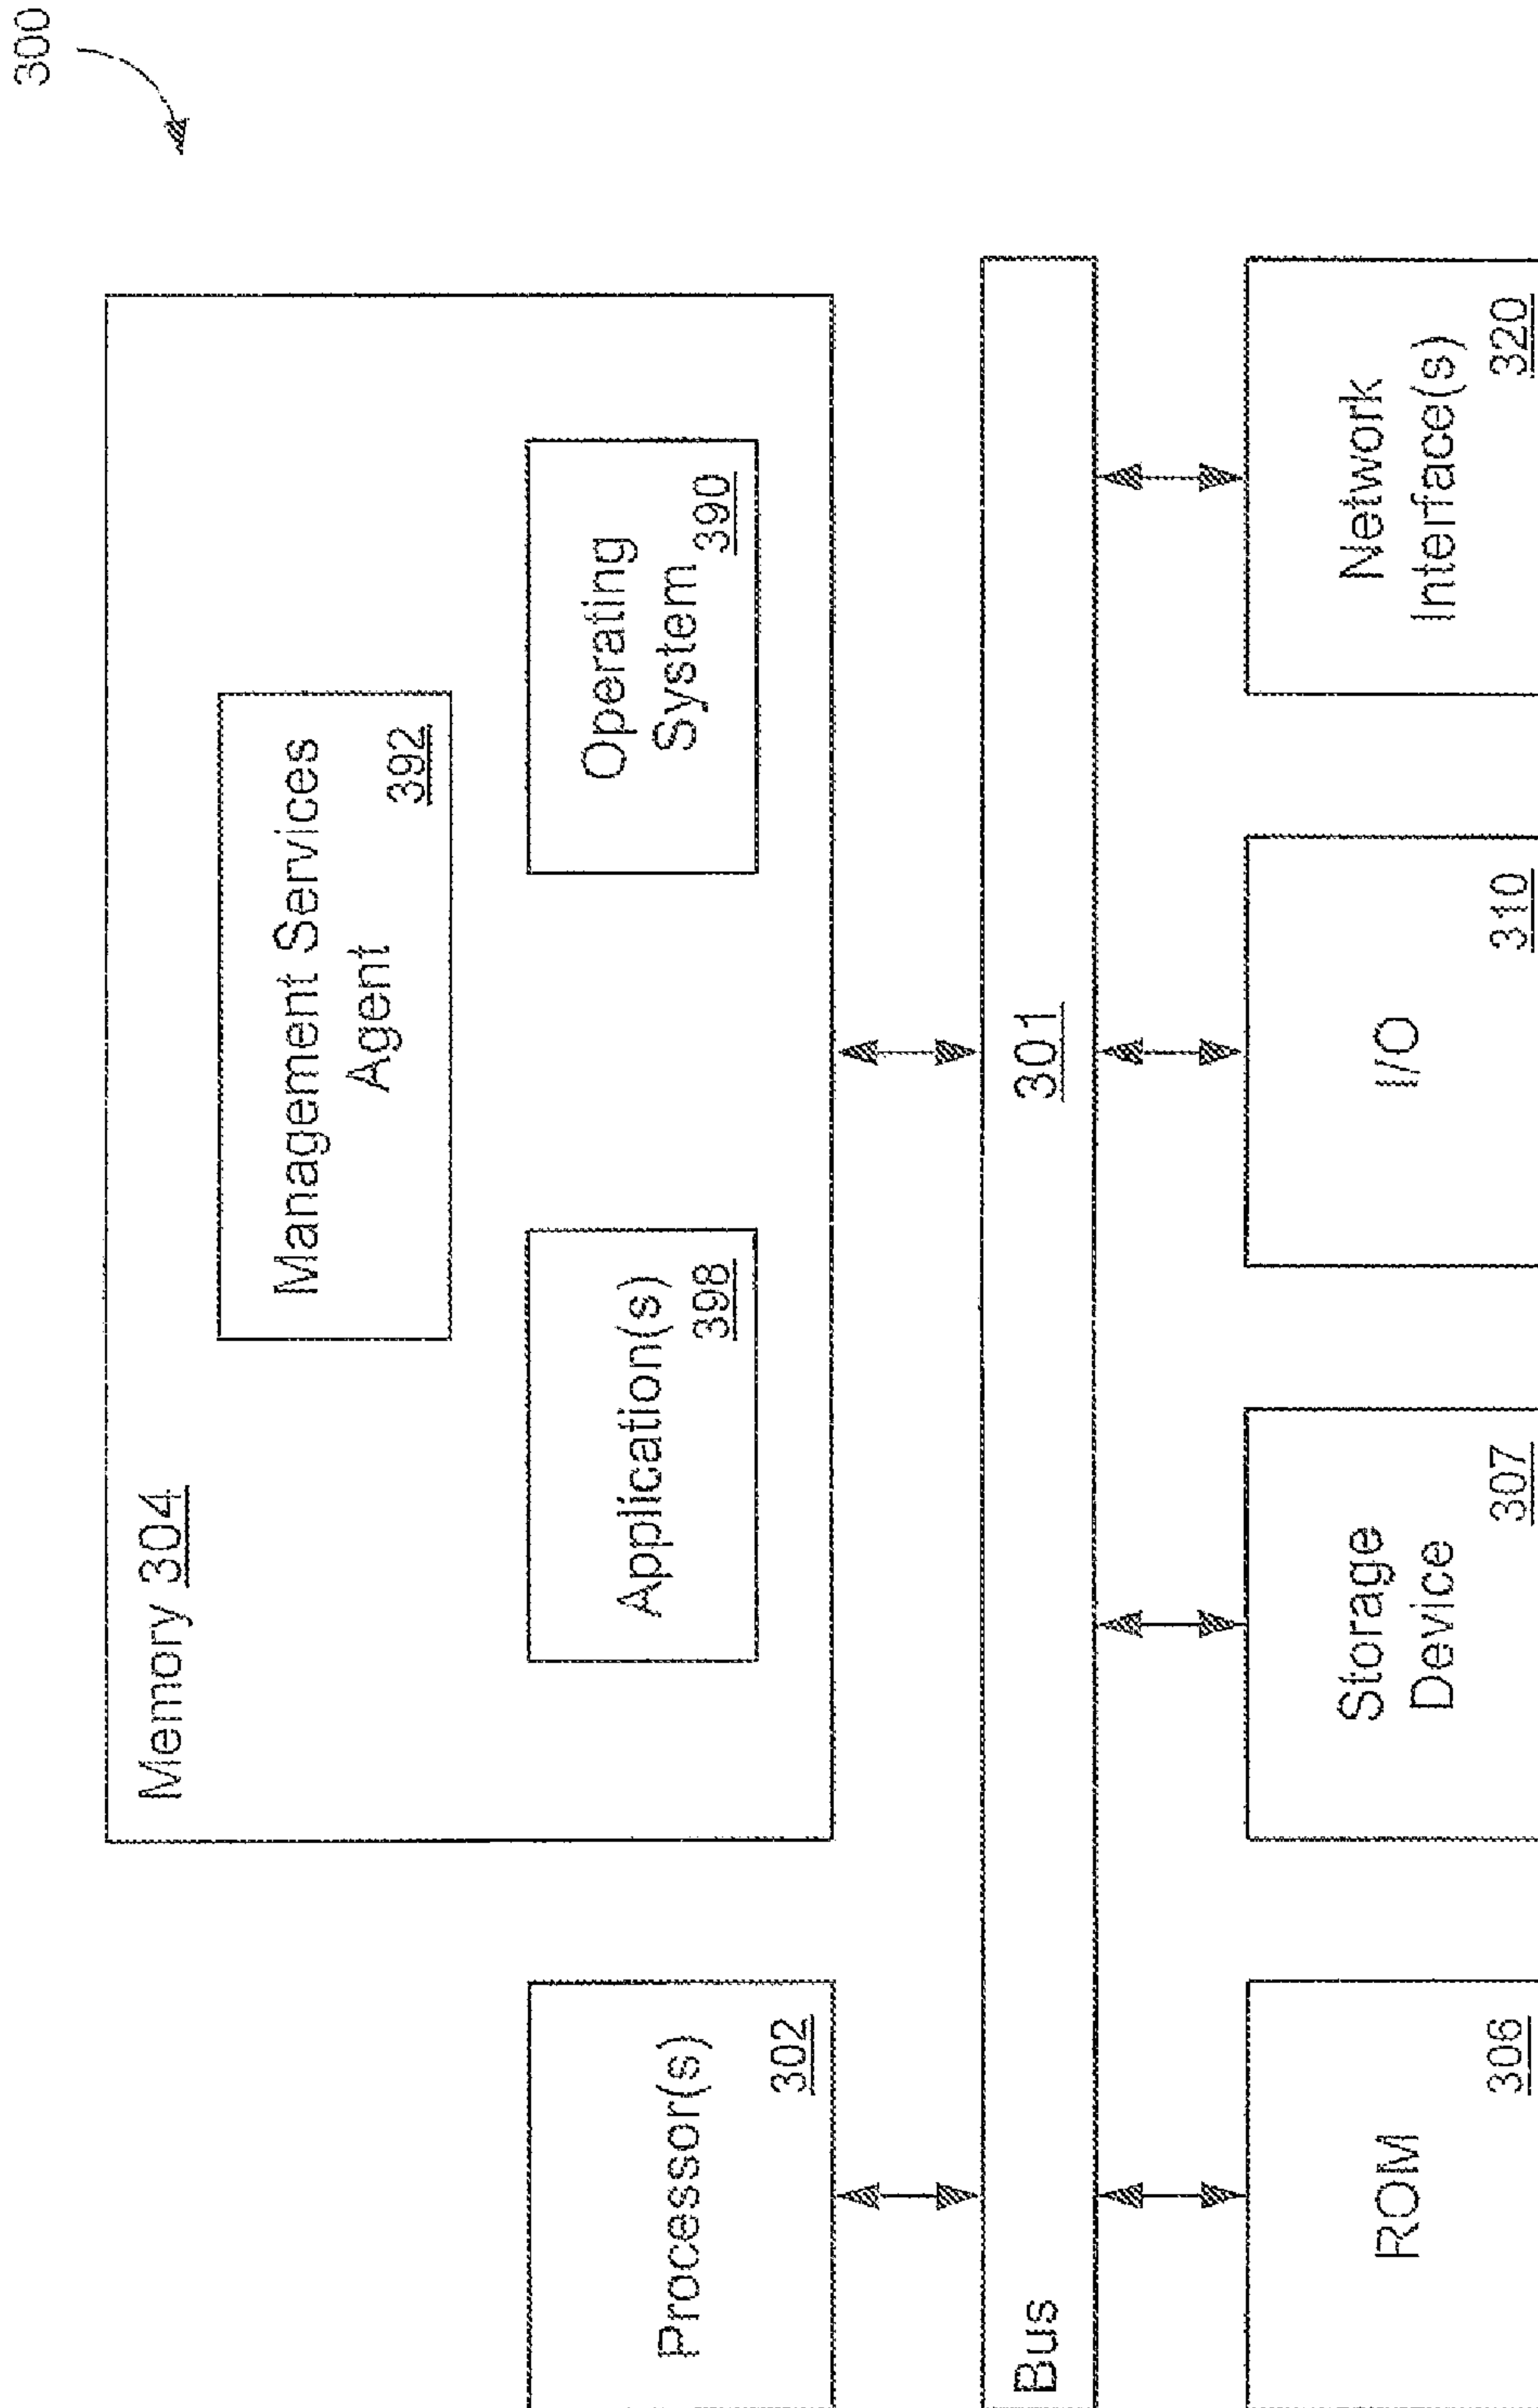 300
Memory 304
Management Services
Agent
392
Application(s)
398
Operating
System
390
Processor(s)
302
Bus
301
ROM
306
Storage
Device
307
I/O
310
Network
Interface(s)
320